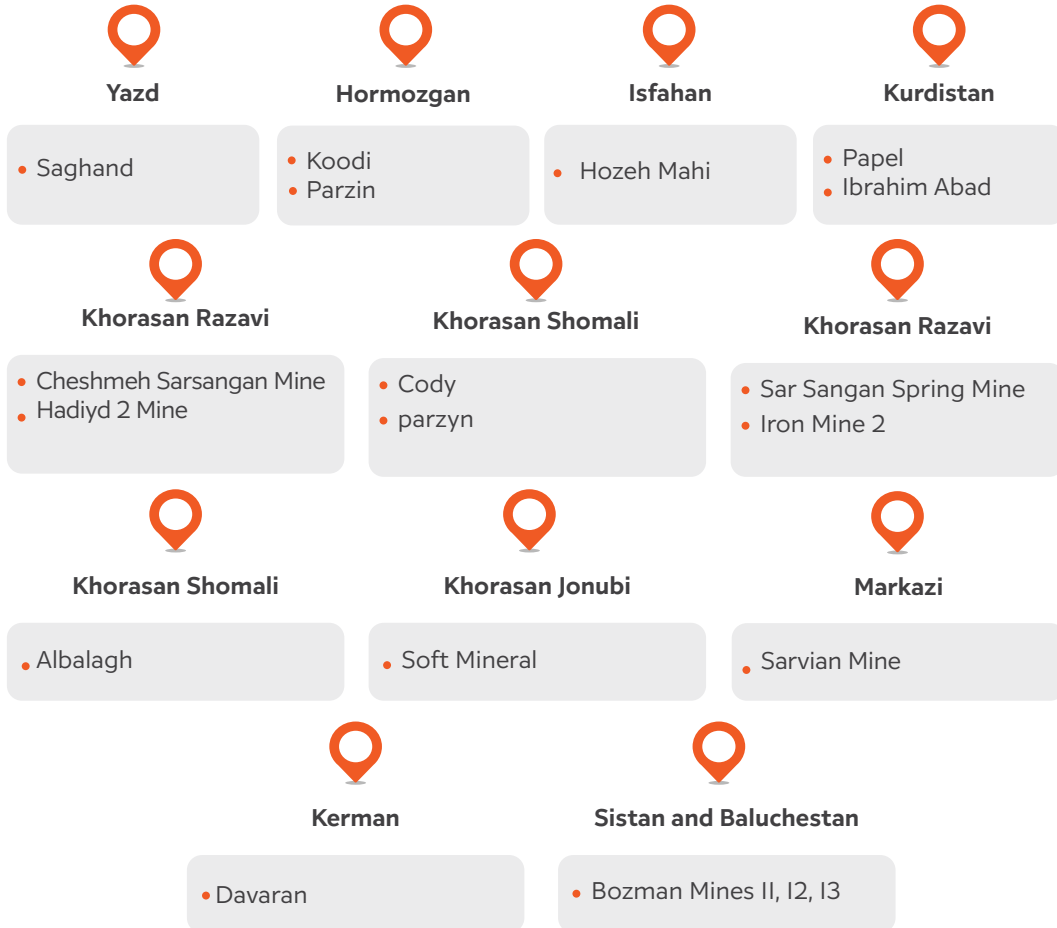 Yazd
Hormozgan
Isfahan
Kurdistan
Saghand
Koodi
Parzin
Hozeh Mahi
Papel
Ibrahim Abad
Khorasan Razavi
Khorasan Shomali
Khorasan Razavi
Cheshmeh Sarsangan Mine
Hadiyd 2 Mine
Cody
parzyn
Sar Sangan Spring Mine
Iron Mine 2
Khorasan Shomali
Khorasan Jonubi
Markazi
Albalagh
Soft Mineral
Sarvian Mine
Kerman
Sistan and Baluchestan
Davaran
Bozman Mines II, I2, I3